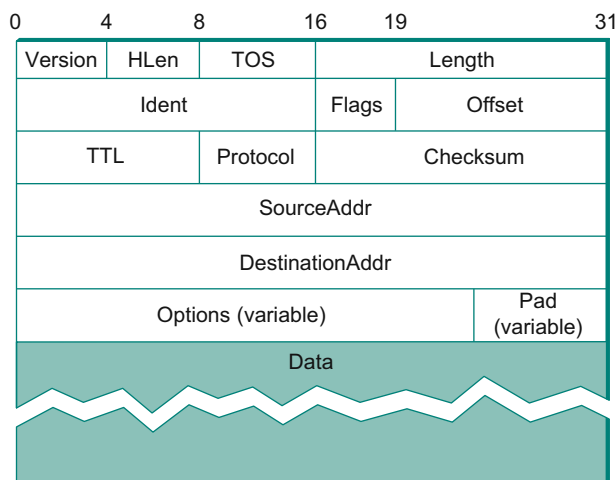 0 4 8 16 19 31
Version HLen TOS Length
Ident Flags Offset
TTL Protocol Checksum
SourceAddr
DestinationAddr
Options (variable) Pad
(variable)
Data